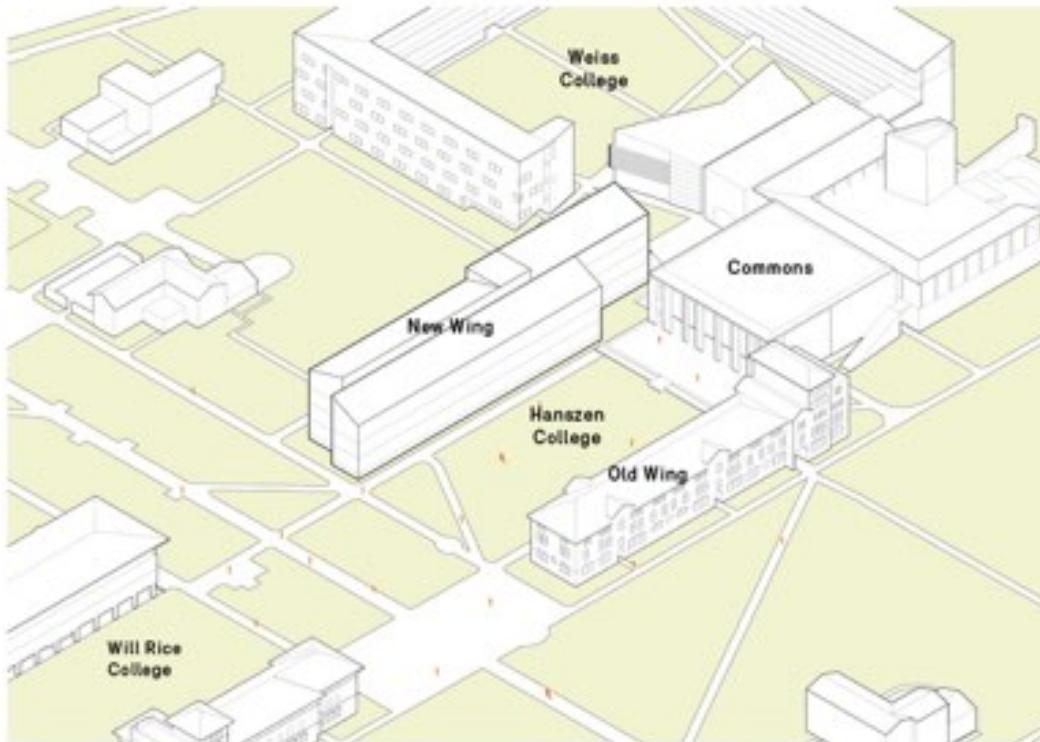 Weiss
College
Commons
New Wing
Hanszen
College
Old Wing
Will Rice
College